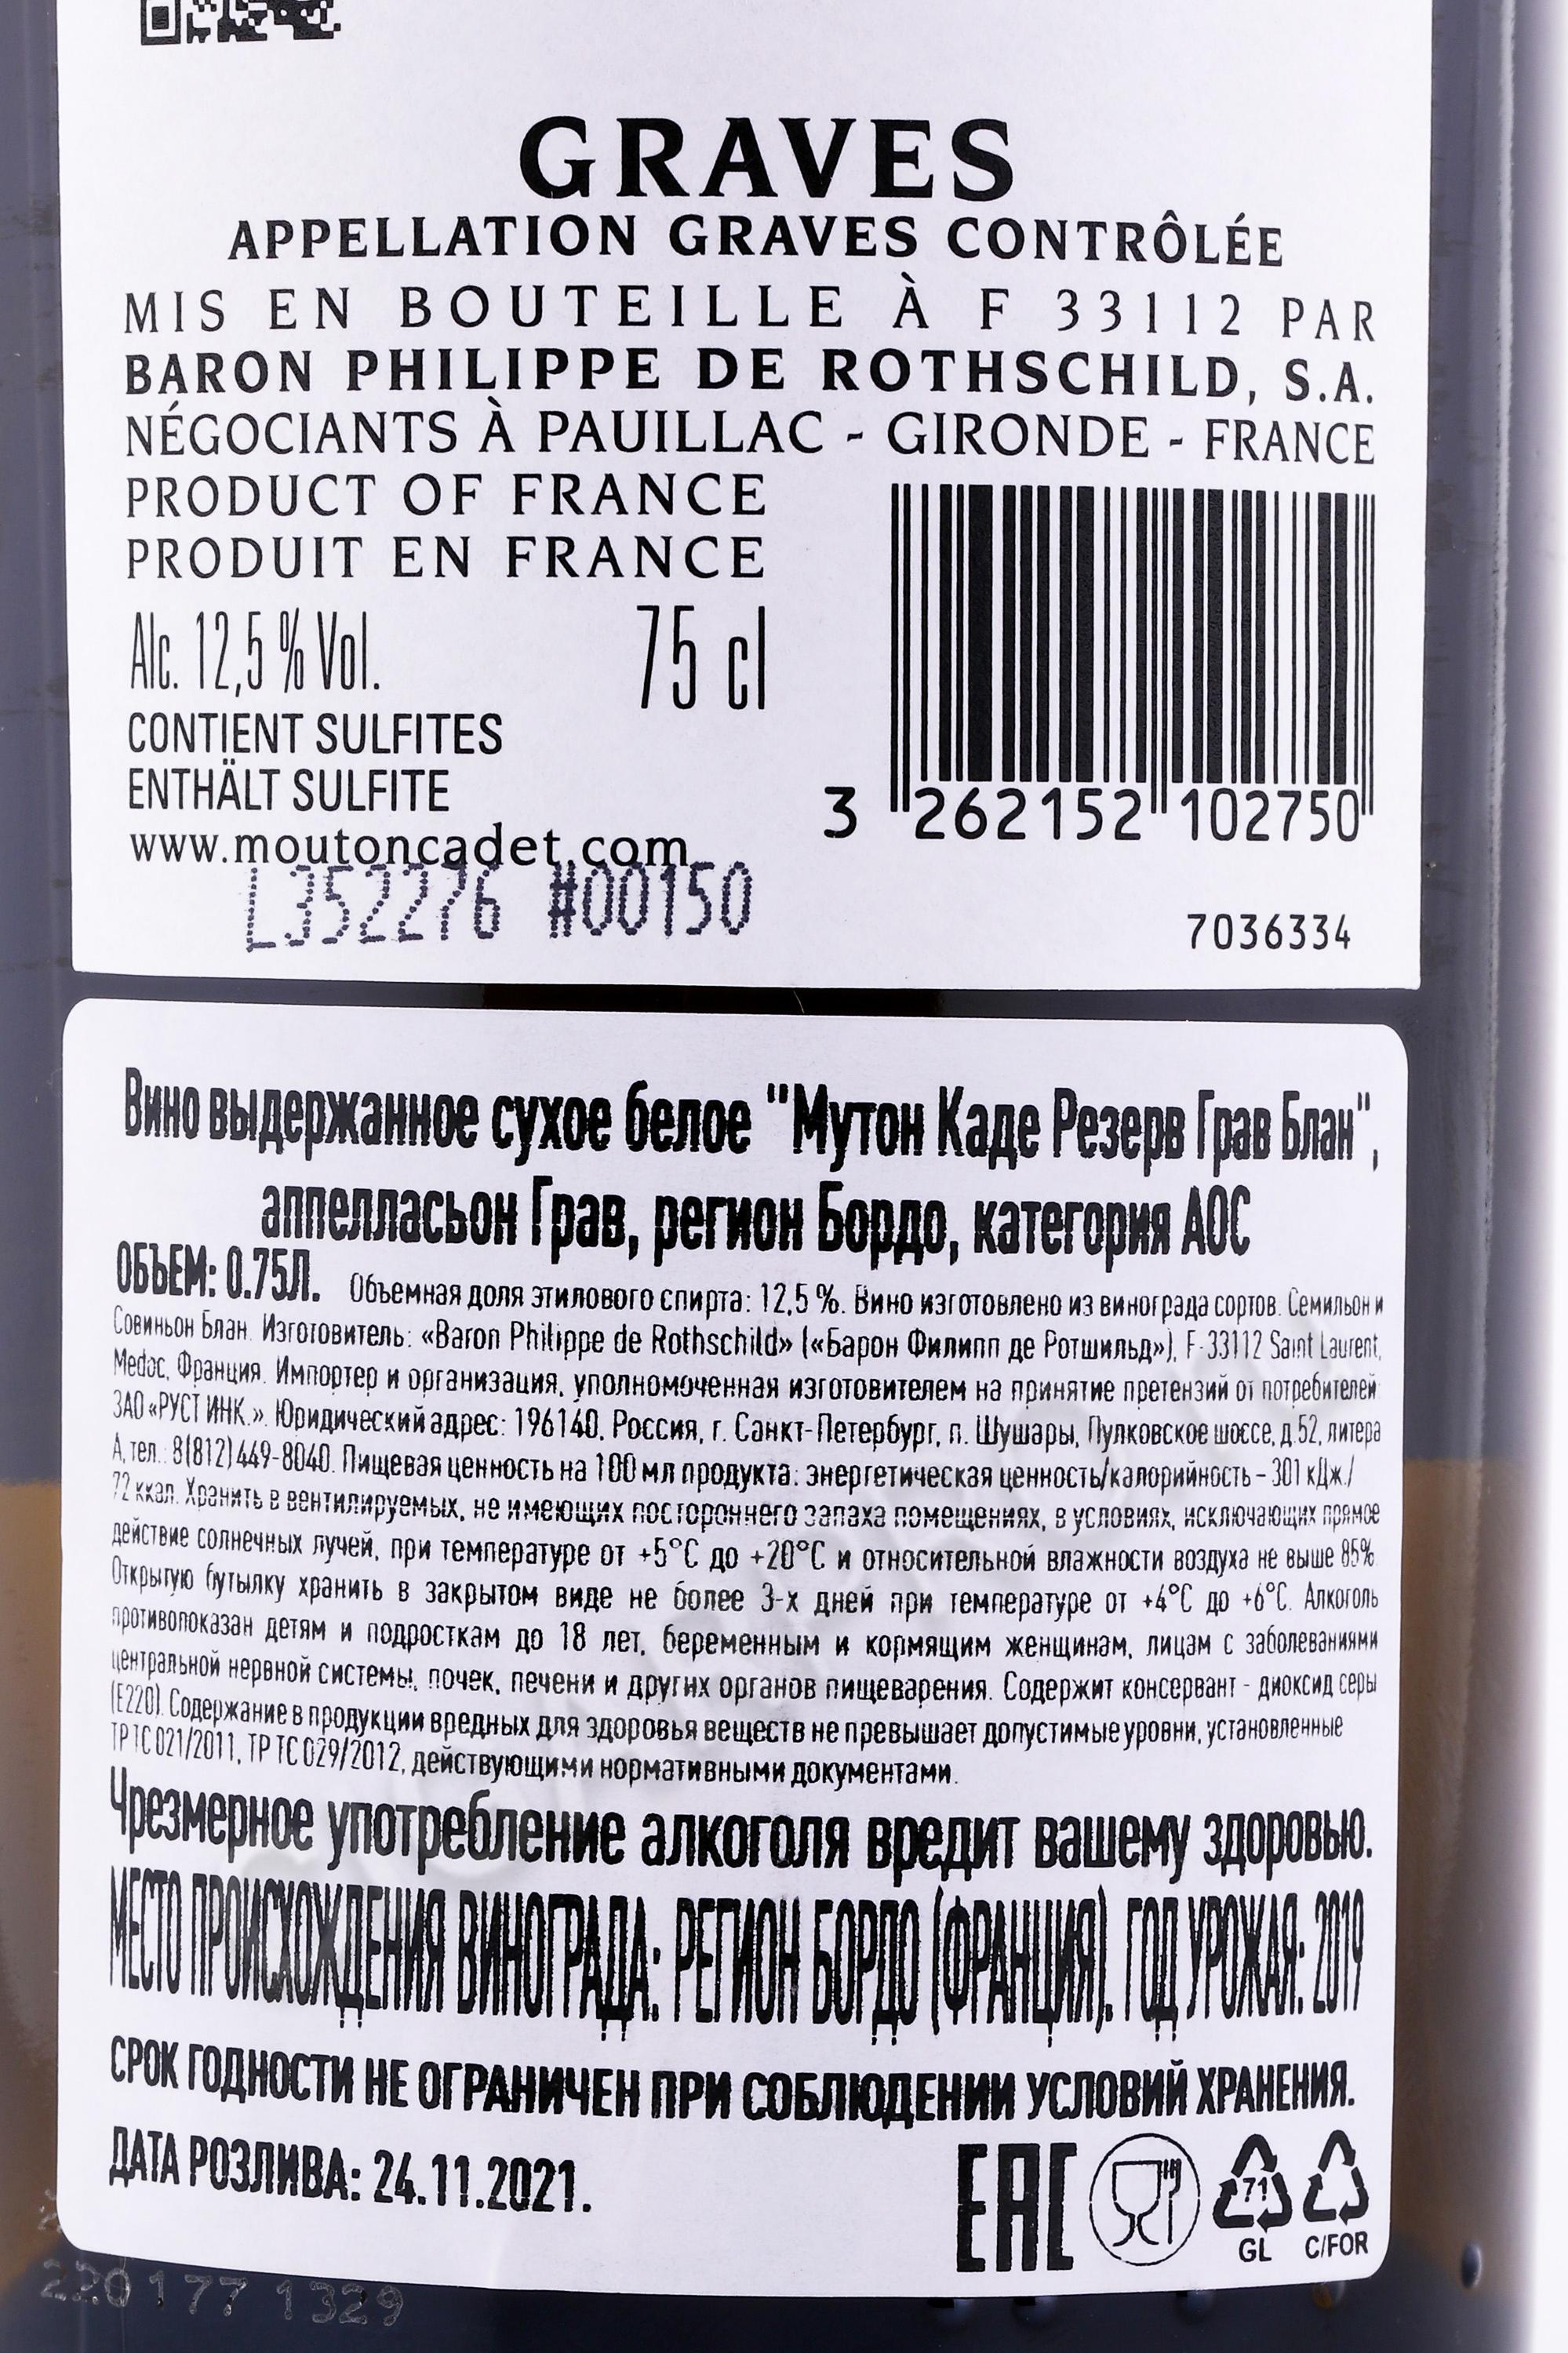 GRAVES
APPELLATION GRAVES CONTRÔLÉE
MIS EN BOUTEILLE À F 33112 PAR
BARON PHILIPPE DE ROTHSCHILD, S.A.
NÉGOCIANTS À PAUILLAC - GIRONDE - FRANCE
PRODUCT OF FRANCE
PRODUIT EN FRANCE
Alc. 12,5 % Vol. 75 cl
CONTIENT SULFITES
ENTHÄLT SULFITE
www.moutoncadet.com
3 262152 102750
L352276 #00150
7036334
Вино выдержанное сухое белое "Мутон Каде Резерв Грав Блан",
аппелласьон Грав, регион Бордо, категория АОС
ОБЪЕМ: 0.75Л. Объемная доля этилового спирта: 12,5 %. Вино изготовлено из винограда сортов: Семильон и
Совиньон Блан. Изготовитель: «Baron Philippe de Rothschild» («Барон Филипп де Ротшильд»), F-33112 Saint Laurent,
Medoc, Франция. Импортер и организация, уполномоченная изготовителем на принятие претензий от потребителей
ЗАО «РУСТ ИНК.». Юридический адрес: 196140, Россия, г. Санкт-Петербург, п. Шушары, Пулковское шоссе, д.52, литера
А, тел.: 8(812)449-8040. Пищевая ценность на 100 мл продукта: энергетическая ценность/калорийность – 301 кДж./
72 ккал. Хранить в вентилируемых, не имеющих постороннего запаха помещениях, в условиях, исключающих прямое
действие солнечных лучей, при температуре от +5°C до +20°C и относительной влажности воздуха не выше 85%.
Открытую бутылку хранить в закрытом виде не более 3-х дней при температуре от +4°C до +6°C. Алкоголь
противопоказан детям и подросткам до 18 лет, беременным и кормящим женщинам, лицам с заболеваниями
центральной нервной системы, почек, печени и других органов пищеварения. Содержит консервант - диоксид серы
(Е220). Содержание в продукции вредных для здоровья веществ не превышает допустимые уровни, установленные
ТР ТС 021/2011, ТР ТС 029/2012, действующими нормативными документами.
Чрезмерное употребление алкоголя вредит вашему здоровью.
МЕСТО ПРОИСХОЖДЕНИЯ ВИНОГРАДА: РЕГИОН БОРДО (ФРАНЦИЯ). ГОД УРОЖАЯ: 2019
СРОК ГОДНОСТИ НЕ ОГРАНИЧЕН ПРИ СОБЛЮДЕНИИ УСЛОВИЙ ХРАНЕНИЯ.
ДАТА РОЗЛИВА: 24.11.2021.
EAC
71
GL
C/FOR
220177 1329